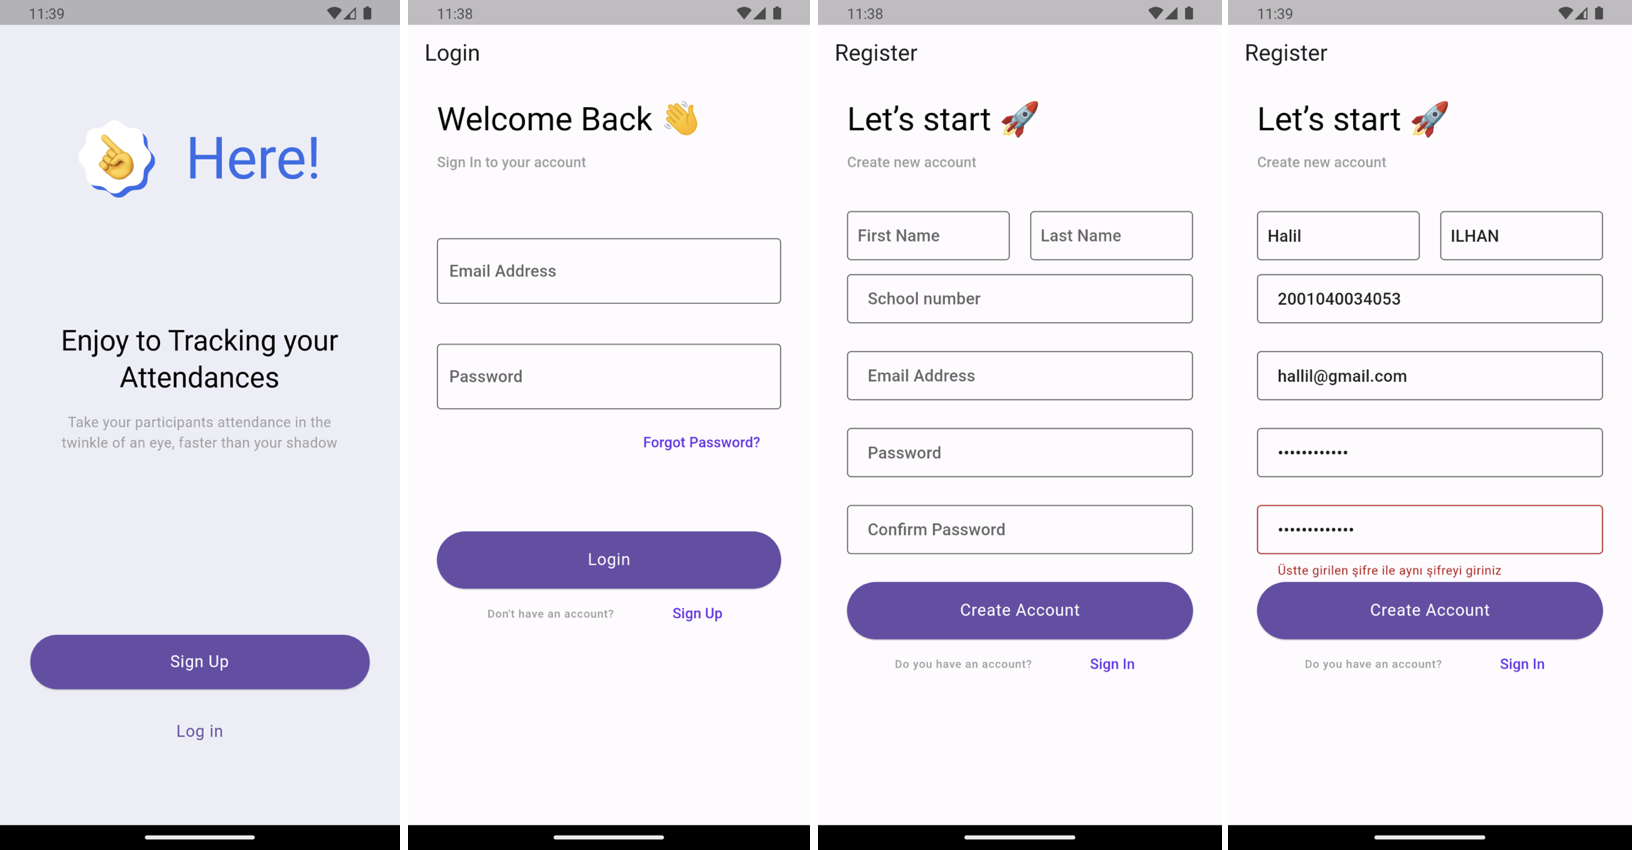 11:39
Here!
Enjoy to Tracking your
Attendances
Take your participants attendance in the
twinkle of an eye, faster than your shadow
Sign Up
Log in
11:38
Login
Welcome Back 👋
Sign In to your account
Email Address
Password
Forgot Password?
Login
Don't have an account? Sign Up
11:38
Register
Let’s start 🚀
Create new account
First Name Last Name
School number
Email Address
Password
Confirm Password
Create Account
Do you have an account? Sign In
11:39
Register
Let’s start 🚀
Create new account
Halil ILHAN
2001040034053
hallil@gmail.com
••••••••••••
•••••••••••••
Üstte girilen şifre ile aynı şifreyi giriniz
Create Account
Do you have an account? Sign In